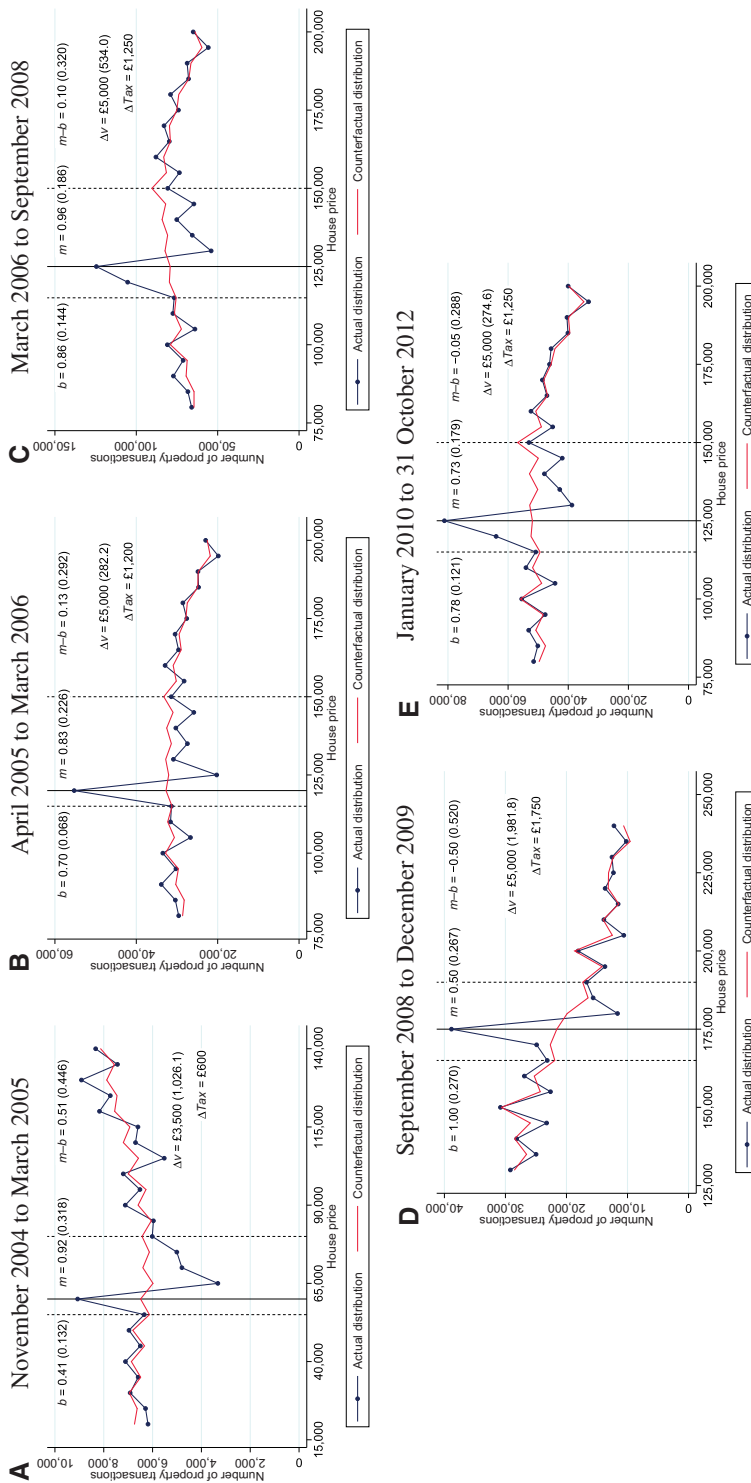 A
November 2004 to March 2005
Number of property transactions
10,000
8,000
6,000
4,000
2,000
0
b = 0.41 (0.132)
m = 0.92 (0.318)
m–b = 0.51 (0.446)
Δv = £3,500 (1,026.1)
ΔTax = £600
15,000
40,000
65,000
90,000
115,000
140,000
House price
Actual distribution
Counterfactual distribution
B
April 2005 to March 2006
Number of property transactions
60,000
40,000
20,000
0
b = 0.70 (0.068)
m = 0.83 (0.226)
m–b = 0.13 (0.292)
Δv = £5,000 (282.2)
ΔTax = £1,200
75,000
100,000
125,000
150,000
175,000
200,000
House price
Actual distribution
Counterfactual distribution
C
March 2006 to September 2008
Number of property transactions
150,000
100,000
50,000
0
b = 0.86 (0.144)
m = 0.96 (0.186)
m–b = 0.10 (0.320)
Δv = £5,000 (534.0)
ΔTax = £1,250
75,000
100,000
125,000
150,000
175,000
200,000
House price
Actual distribution
Counterfactual distribution
D
September 2008 to December 2009
Number of property transactions
40,000
30,000
20,000
10,000
b = 1.00 (0.270)
m = 0.50 (0.267)
m–b = −0.50 (0.520)
Δv = £5,000 (1,981.8)
ΔTax = £1,750
125,000
150,000
175,000
200,000
225,000
250,000
House price
Actual distribution
Counterfactual distribution
E
January 2010 to 31 October 2012
Number of property transactions
80,000
60,000
40,000
20,000
0
b = 0.78 (0.121)
m = 0.73 (0.179)
m–b = −0.05 (0.288)
Δv = £5,000 (274.6)
ΔTax = £1,250
75,000
100,000
125,000
150,000
175,000
200,000
House price
Actual distribution
Counterfactual distribution